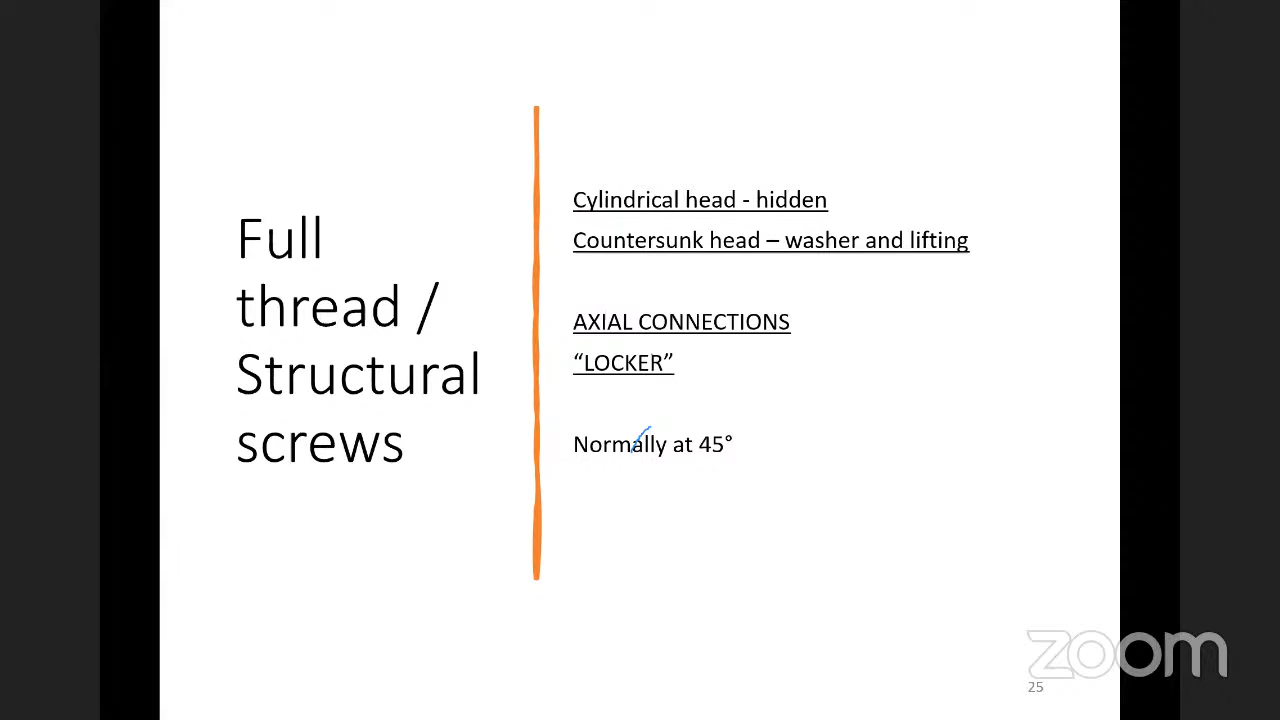 Full
thread /
Structural
screws
Cylindrical head - hidden
Countersunk head – washer and lifting
AXIAL CONNECTIONS
“LOCKER”
Normally at 45°
zoom
25